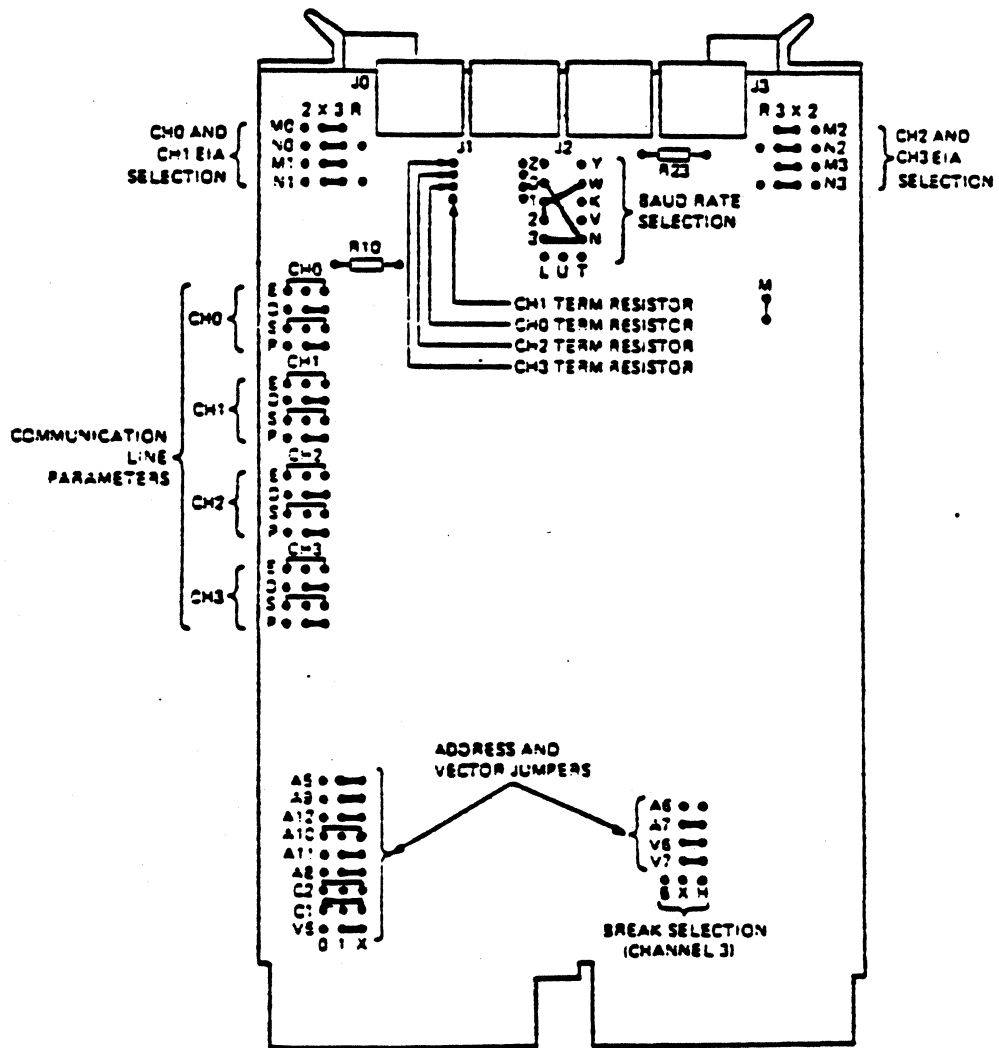 J0
J3
2 X 3 R
R 3 X 2
CH0 AND
CH1 EIA
SELECTION
M0
N0
M1
N1
J1
J2
R23
M2
N2
M3
N3
CH2 AND
CH3 EIA
SELECTION
Z
Y
0
W
1
K
2
V
3
N
L U T
BAUD RATE
SELECTION
R10
M
CH1 TERM RESISTOR
CH0 TERM RESISTOR
CH2 TERM RESISTOR
CH3 TERM RESISTOR
COMMUNICATION
LINE
PARAMETERS
CH0
CH0
E
D
S
P
CH1
CH1
E
D
S
P
CH2
CH2
E
D
S
P
CH3
CH3
E
D
S
P
ADDRESS AND
VECTOR JUMPERS
A5
A9
A12
A10
A11
A8
C2
C1
V5
0 1 X
A6
A7
V6
V7
B X H
BREAK SELECTION
(CHANNEL 3)